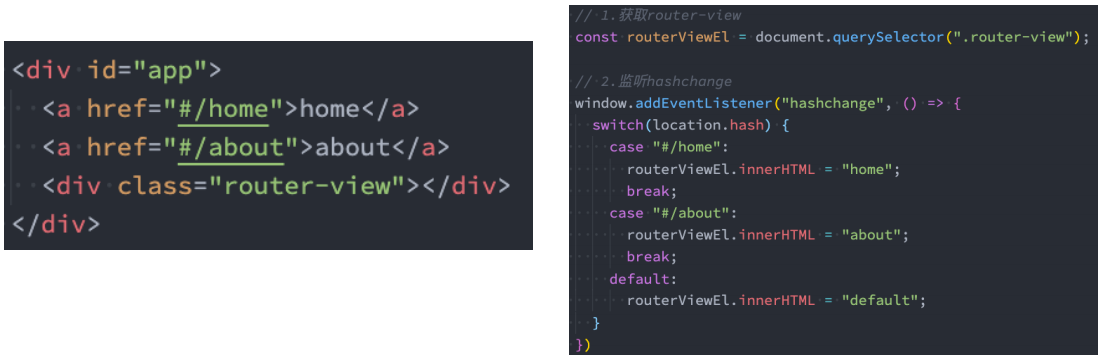 <div id="app">
  <a href="#/home">home</a>
  <a href="#/about">about</a>
  <div class="router-view"></div>
</div>
// 1.获取router-view
const routerViewEl = document.querySelector(".router-view");
// 2.监听hashchange
window.addEventListener("hashchange", () => {
  switch(location.hash) {
    case "#/home":
      routerViewEl.innerHTML = "home";
      break;
    case "#/about":
      routerViewEl.innerHTML = "about";
      break;
    default:
      routerViewEl.innerHTML = "default";
  }
})